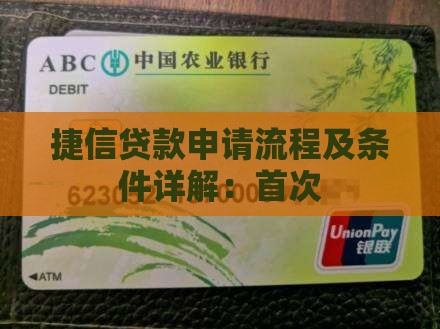 ABC 中国农业银行
DEBIT
捷信贷款申请流程及条
件详解：首次
UnionPay
银联
◄ATM